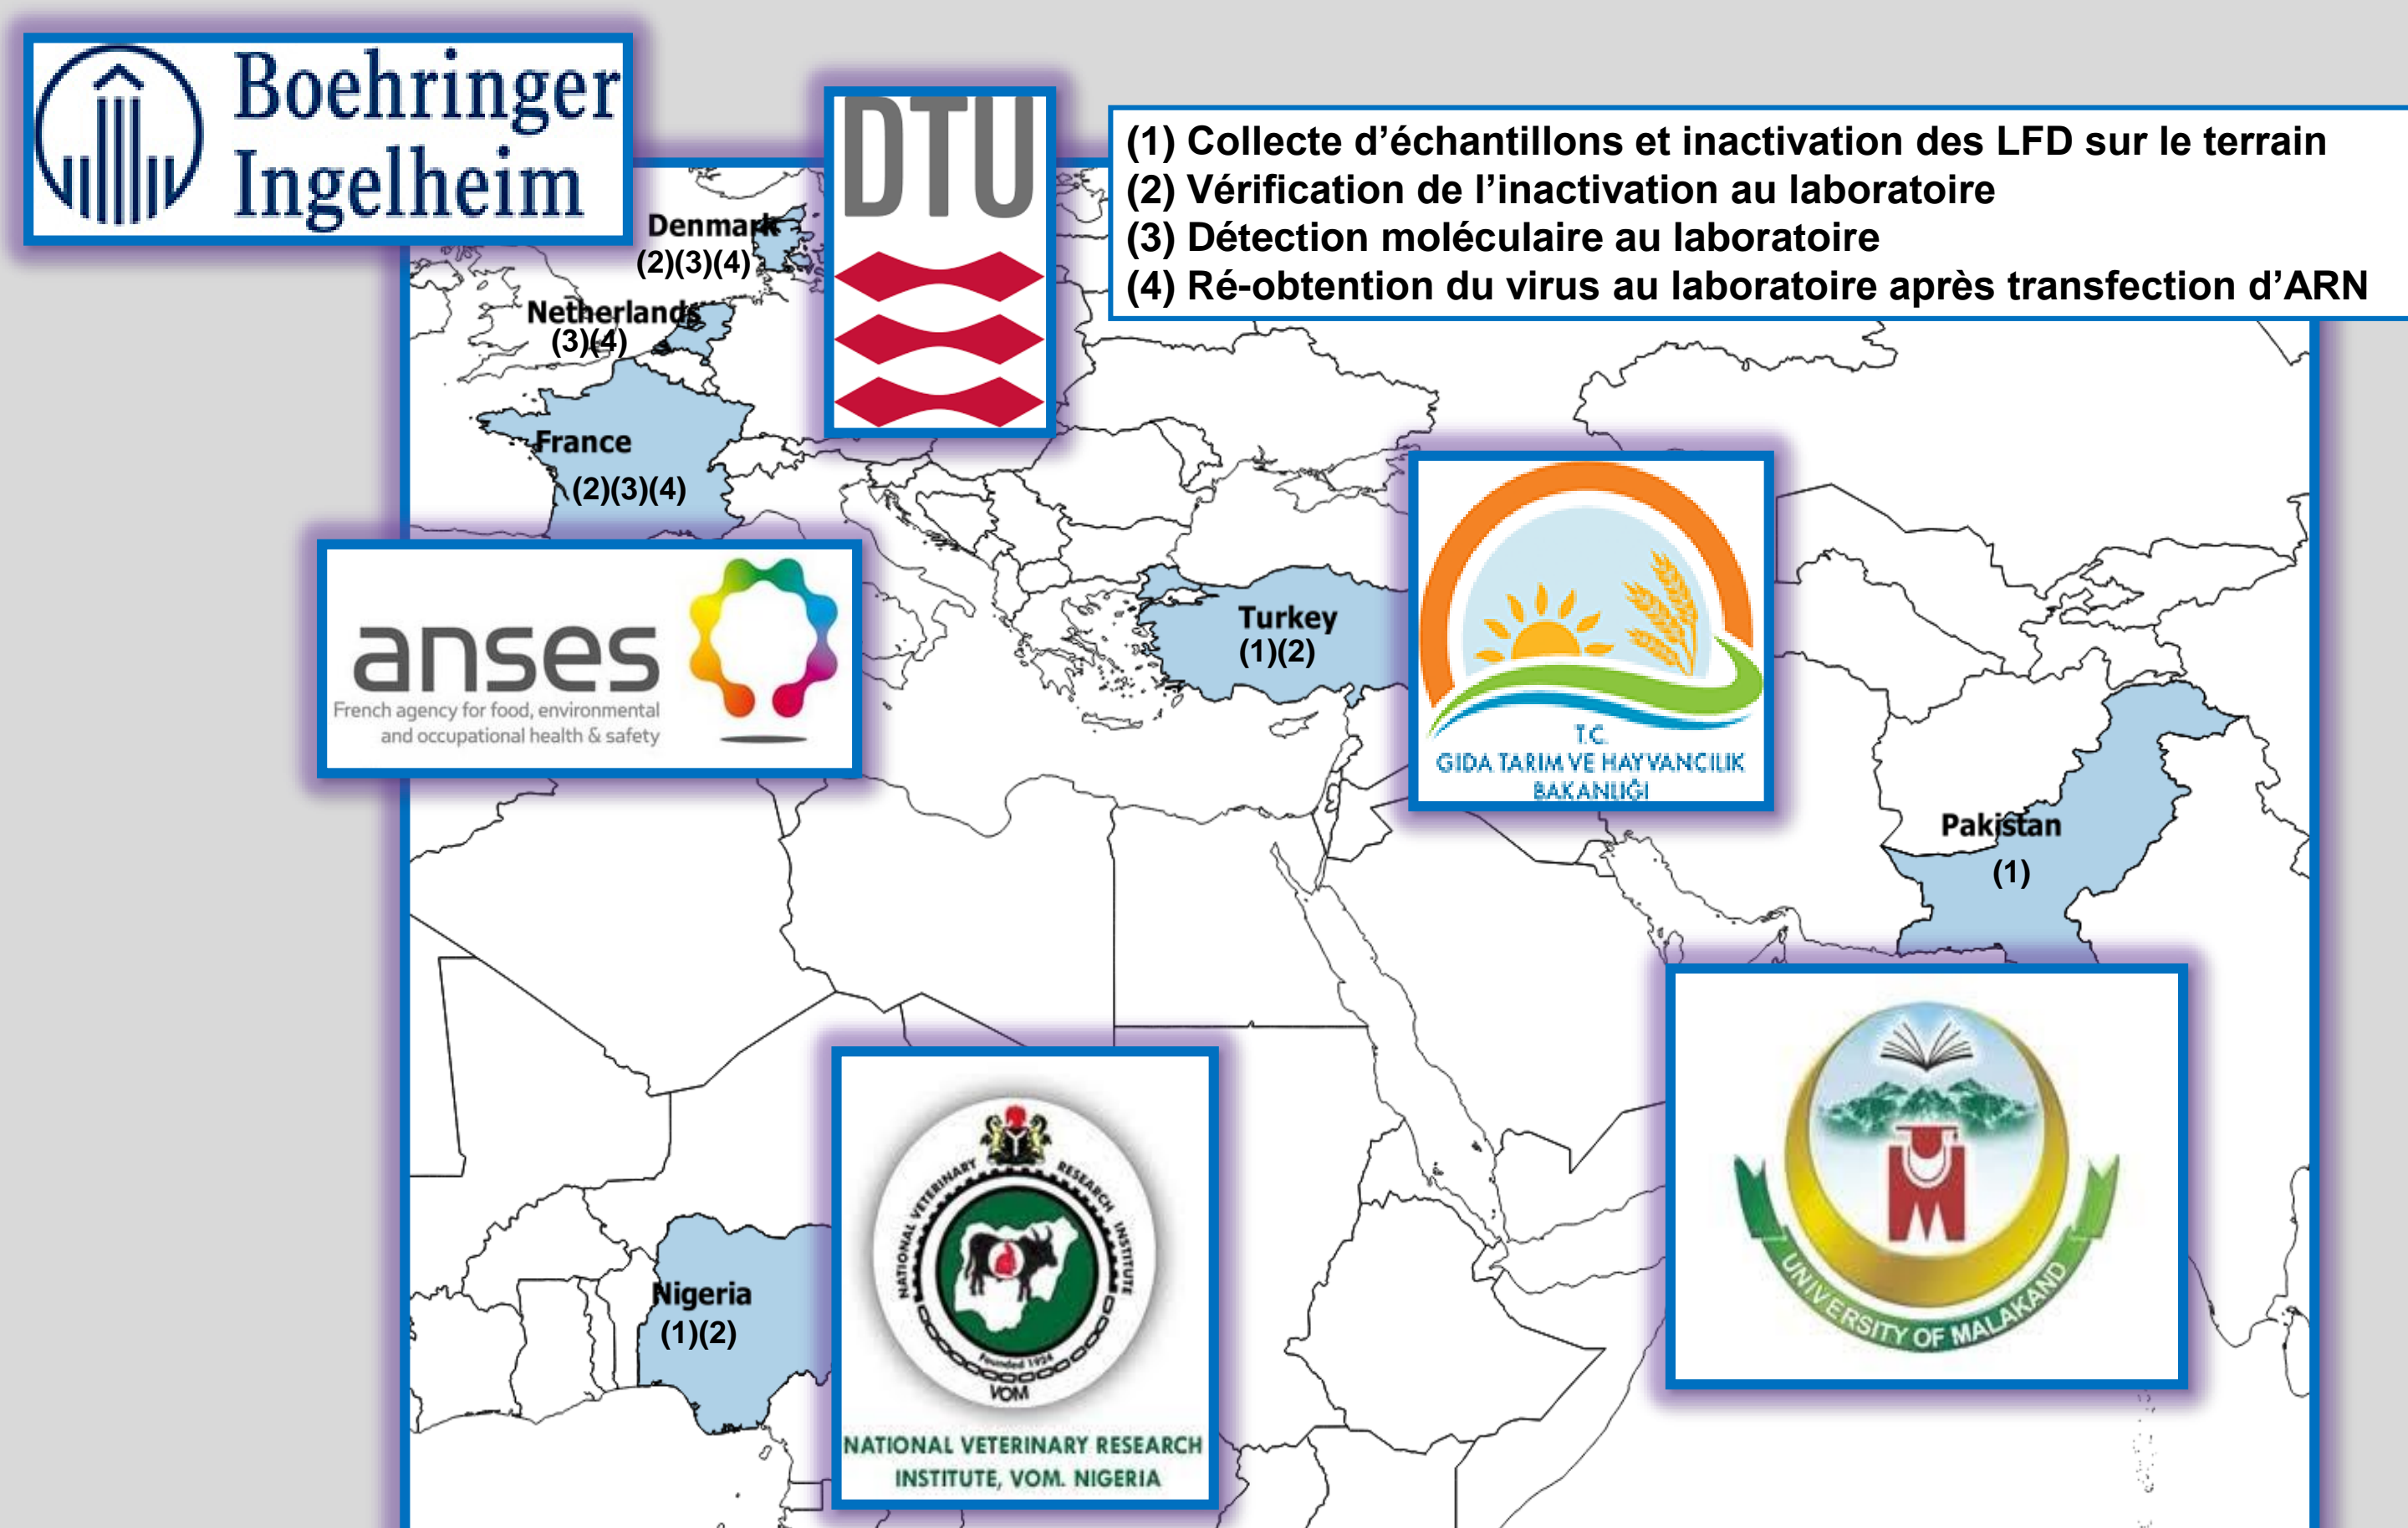 Boehringer
Ingelheim
DTU
(1) Collecte d’échantillons et inactivation des LFD sur le terrain
(2) Vérification de l’inactivation au laboratoire
(3) Détection moléculaire au laboratoire
(4) Ré-obtention du virus au laboratoire après transfection d’ARN
Denmark
(2)(3)(4)
Netherlands
(3)(4)
France
(2)(3)(4)
anses
French agency for food, environmental
and occupational health & safety
Turkey
(1)(2)
T.C.
GIDA TARIM VE HAYVANCILIK
BAKANLIĞI
Pakistan
(1)
UNIVERSITY OF MALAKAND
Nigeria
(1)(2)
NATIONAL VETERINARY RESEARCH INSTITUTE
Founded 1924
VOM
NATIONAL VETERINARY RESEARCH
INSTITUTE, VOM. NIGERIA